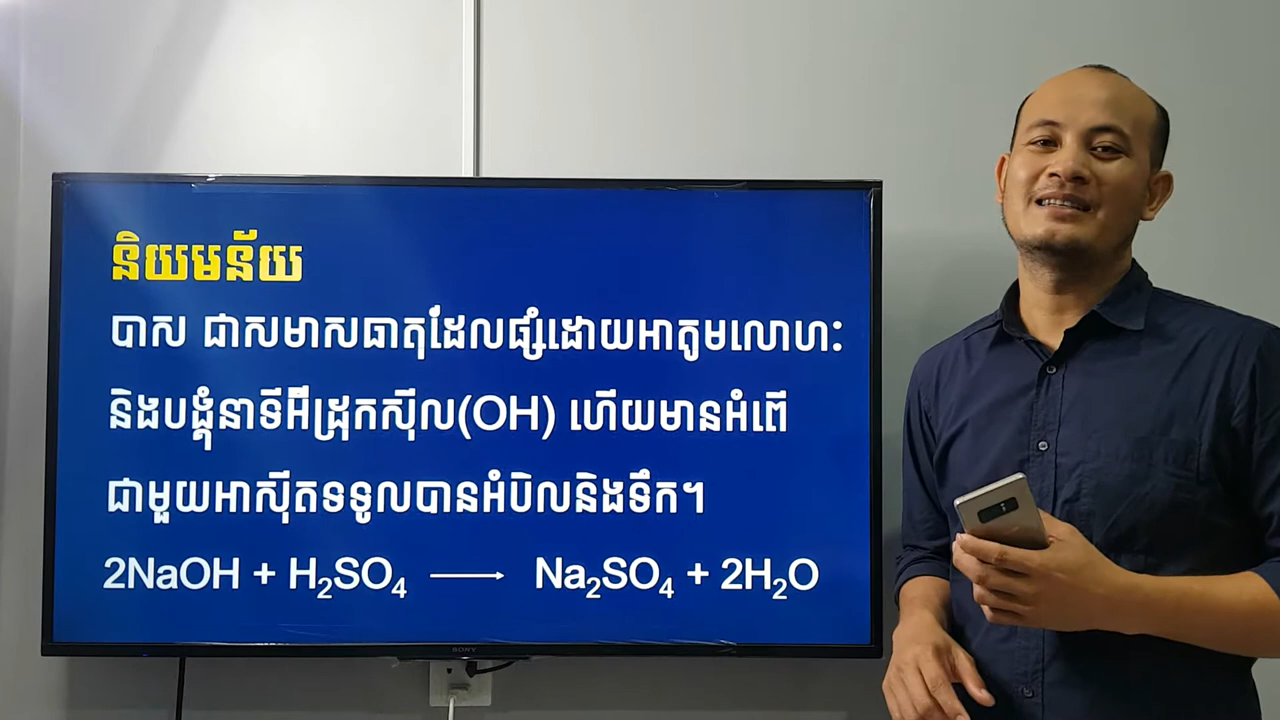 និយមន័យ
បាស ជាសមាសធាតុដែលផ្សំដោយអាតូមលោហៈ
និងបង្គុំនាទីអ៊ីដ្រុកស៊ីល(OH) ហើយមានអំពើ
ជាមួយអាស៊ីតទទួលបានអំបិលនិងទឹក។
2NaOH + H₂SO₄ ⟶ Na₂SO₄ + 2H₂O
SONY